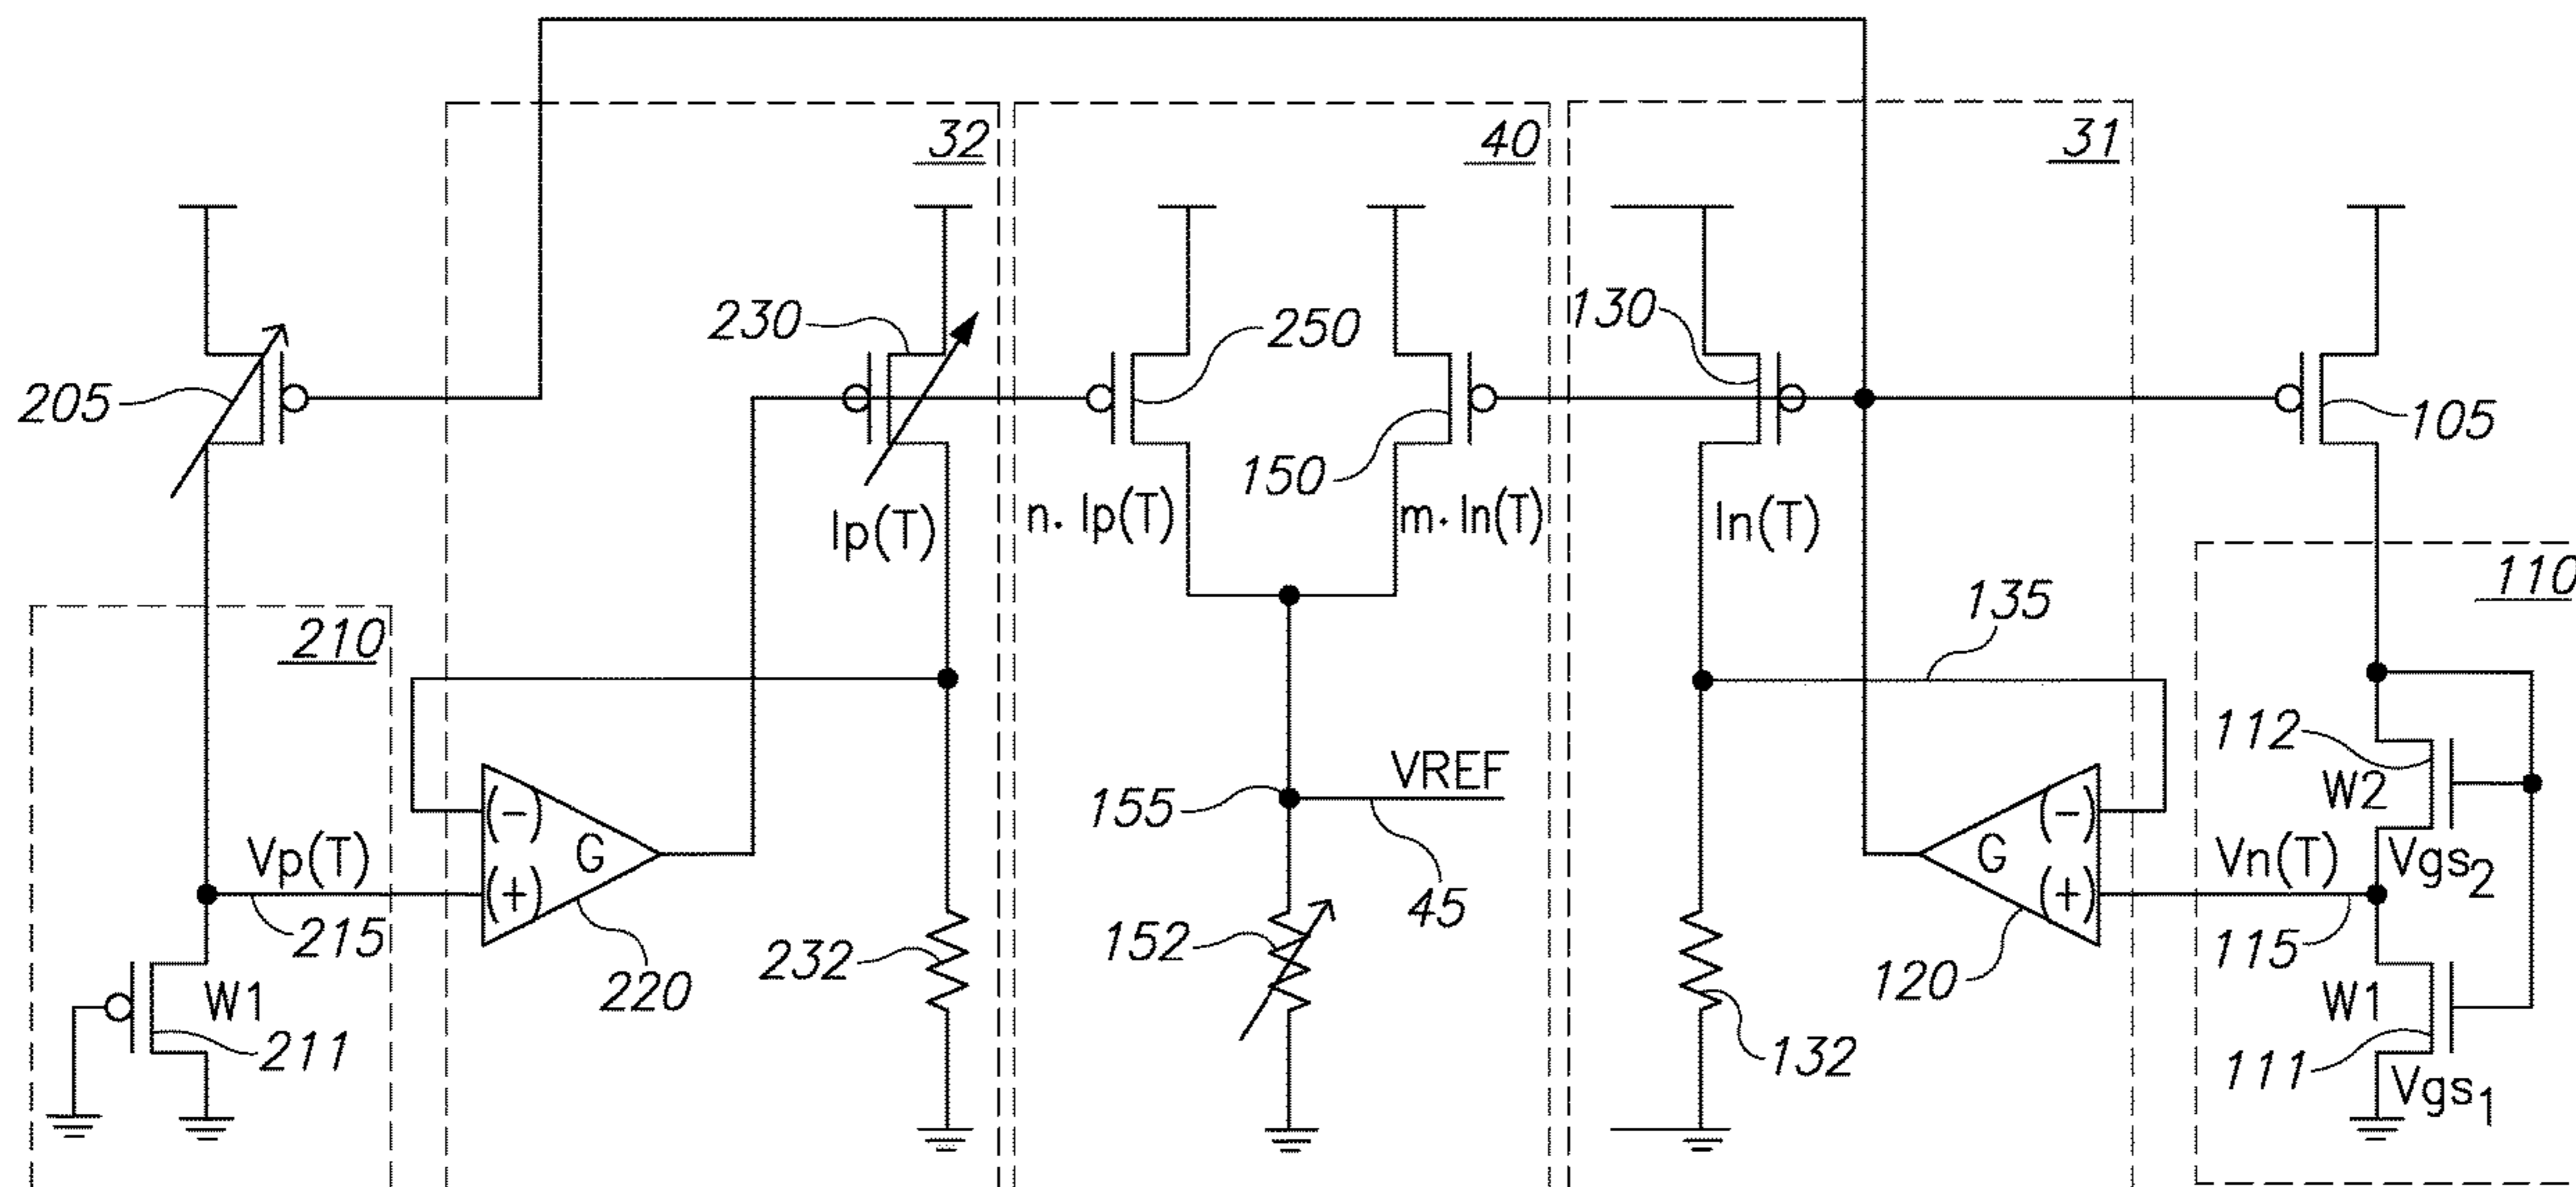 32
40
31
230
250
130
205
150
105
Ip(T)
n. Ip(T)
m. In(T)
In(T)
110
135
210
112
W2
VREF
155
Vp(T)
(-)
G
(+)
(-)
G
(+)
Vn(T)
Vgs2
215
220
232
152
45
120
115
W1
211
132
W1
111
Vgs1